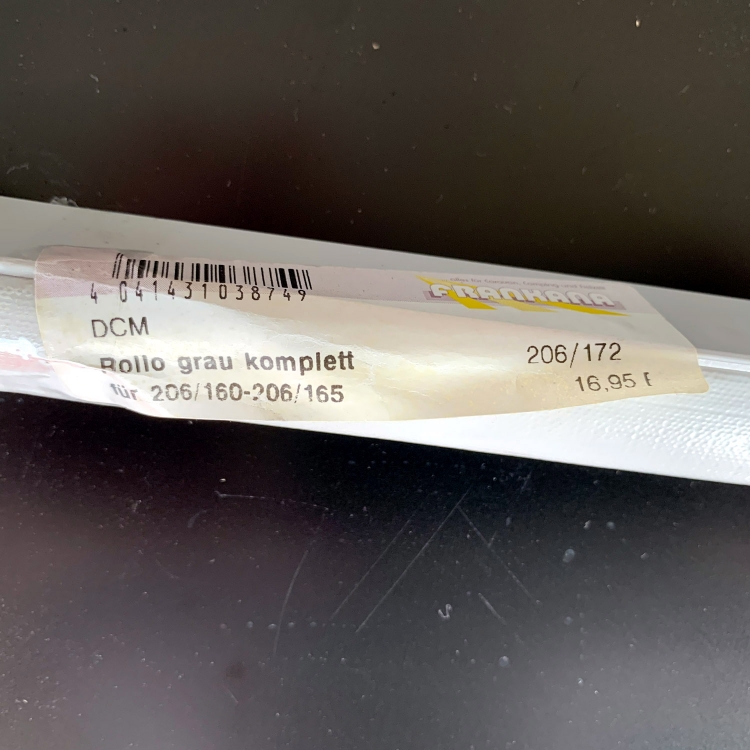 4 041431 038749
FRANKANA
DCM
Rollo grau komplett
206/172
für 206/160-206/165
16,95 E